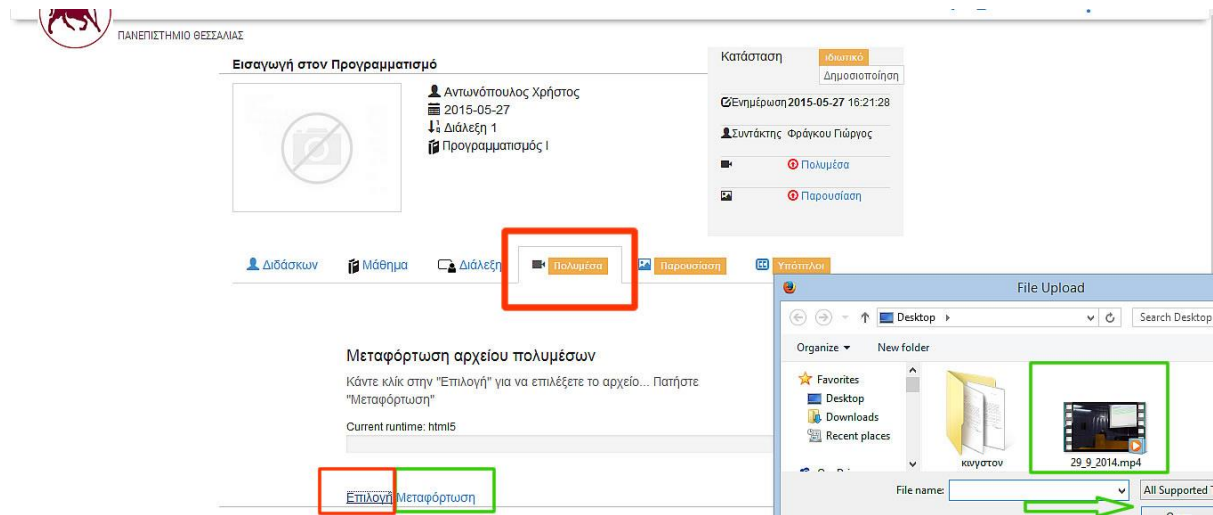 ΠΑΝΕΠΙΣΤΗΜΙΟ ΘΕΣΣΑΛΙΑΣ
Εισαγωγή στον Προγραμματισμό
Αντωνόπουλος Χρήστος
2015-05-27
Διάλεξη 1
Προγραμματισμός Ι
Κατάσταση ιδιωτικό
Δημοσιοποίηση
Ενημέρωση 2015-05-27 16:21:28
Συντάκτης Φράγκου Γιώργος
Πολυμέσα
Παρουσίαση
Διδάσκων Μάθημα Διάλεξη Πολυμέσα Παρουσίαση Υπότιτλοι
Μεταφόρτωση αρχείου πολυμέσων
Κάντε κλίκ στην "Επιλογή" για να επιλέξετε το αρχείο... Πατήστε
"Μεταφόρτωση"
Current runtime: html5
Επιλογή Μεταφόρτωση
File Upload
Desktop
Search Desktop
Organize New folder
Favorites
Desktop
Downloads
Recent places
κινγστον
29_9_2014.mp4
File name:
All Supported